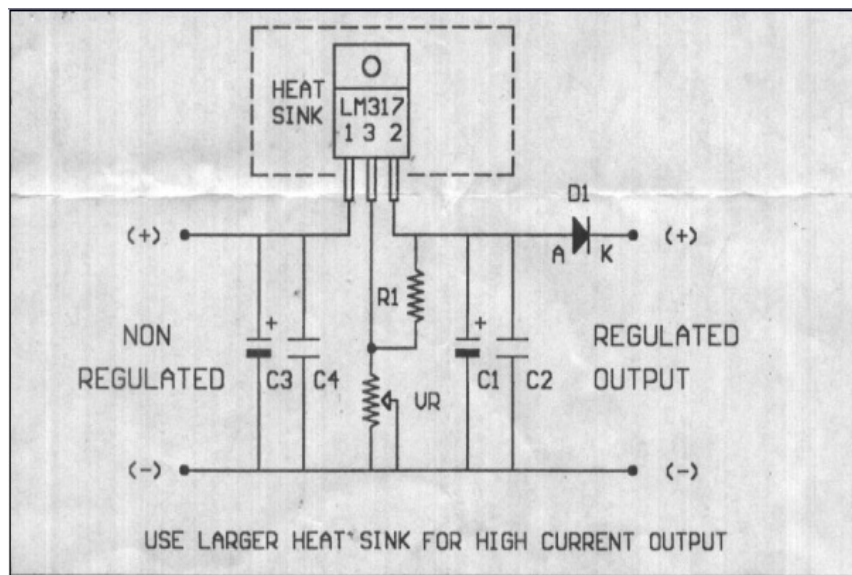 HEAT
SINK
LM317
1 3 2
D1
(+)
A K
(+)
R1
NON
REGULATED
+
C3
C4
VR
+
C1
C2
REGULATED
OUTPUT
(-)
(-)
USE LARGER HEAT SINK FOR HIGH CURRENT OUTPUT